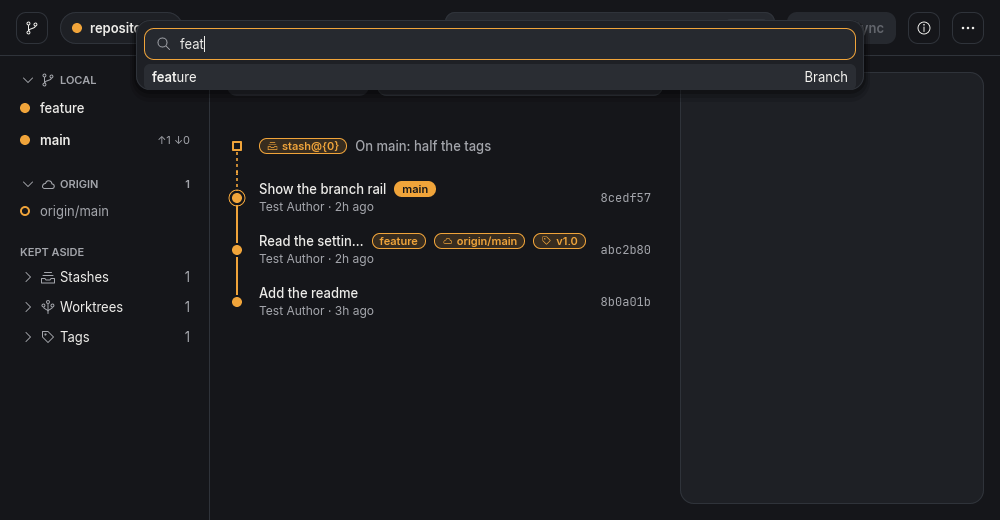 feat
feature Branch
LOCAL
feature
main ↑1 ↓0
ORIGIN 1
origin/main
KEPT ASIDE
Stashes 1
Worktrees 1
Tags 1
stash@{0} On main: half the tags
Show the branch rail main
Test Author · 2h ago 8cedf57
Read the settin... feature origin/main v1.0
Test Author · 2h ago abc2b80
Add the readme
Test Author · 3h ago 8b0a01b